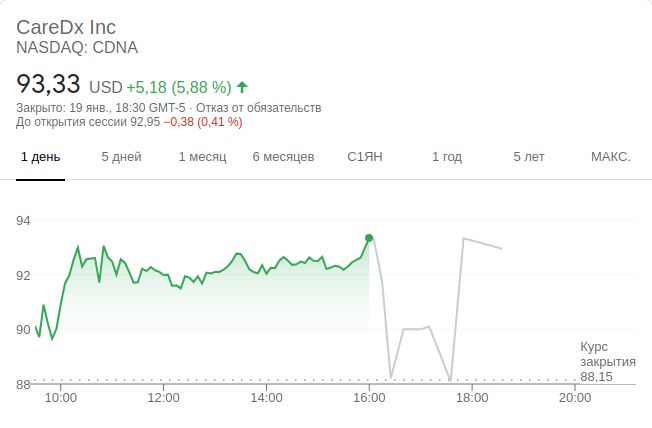 CareDx Inc
NASDAQ: CDNA
93,33 USD +5,18 (5,88 %)
Закрыто: 19 янв., 18:30 GMT-5 · Отказ от обязательств
До открытия сессии 92,95 −0,38 (0,41 %)
1 день 5 дней 1 месяц 6 месяцев С1ЯН 1 год 5 лет МАКС.
94
92
90
Курс
закрытия
88,15
88
10:00 12:00 14:00 16:00 18:00 20:00